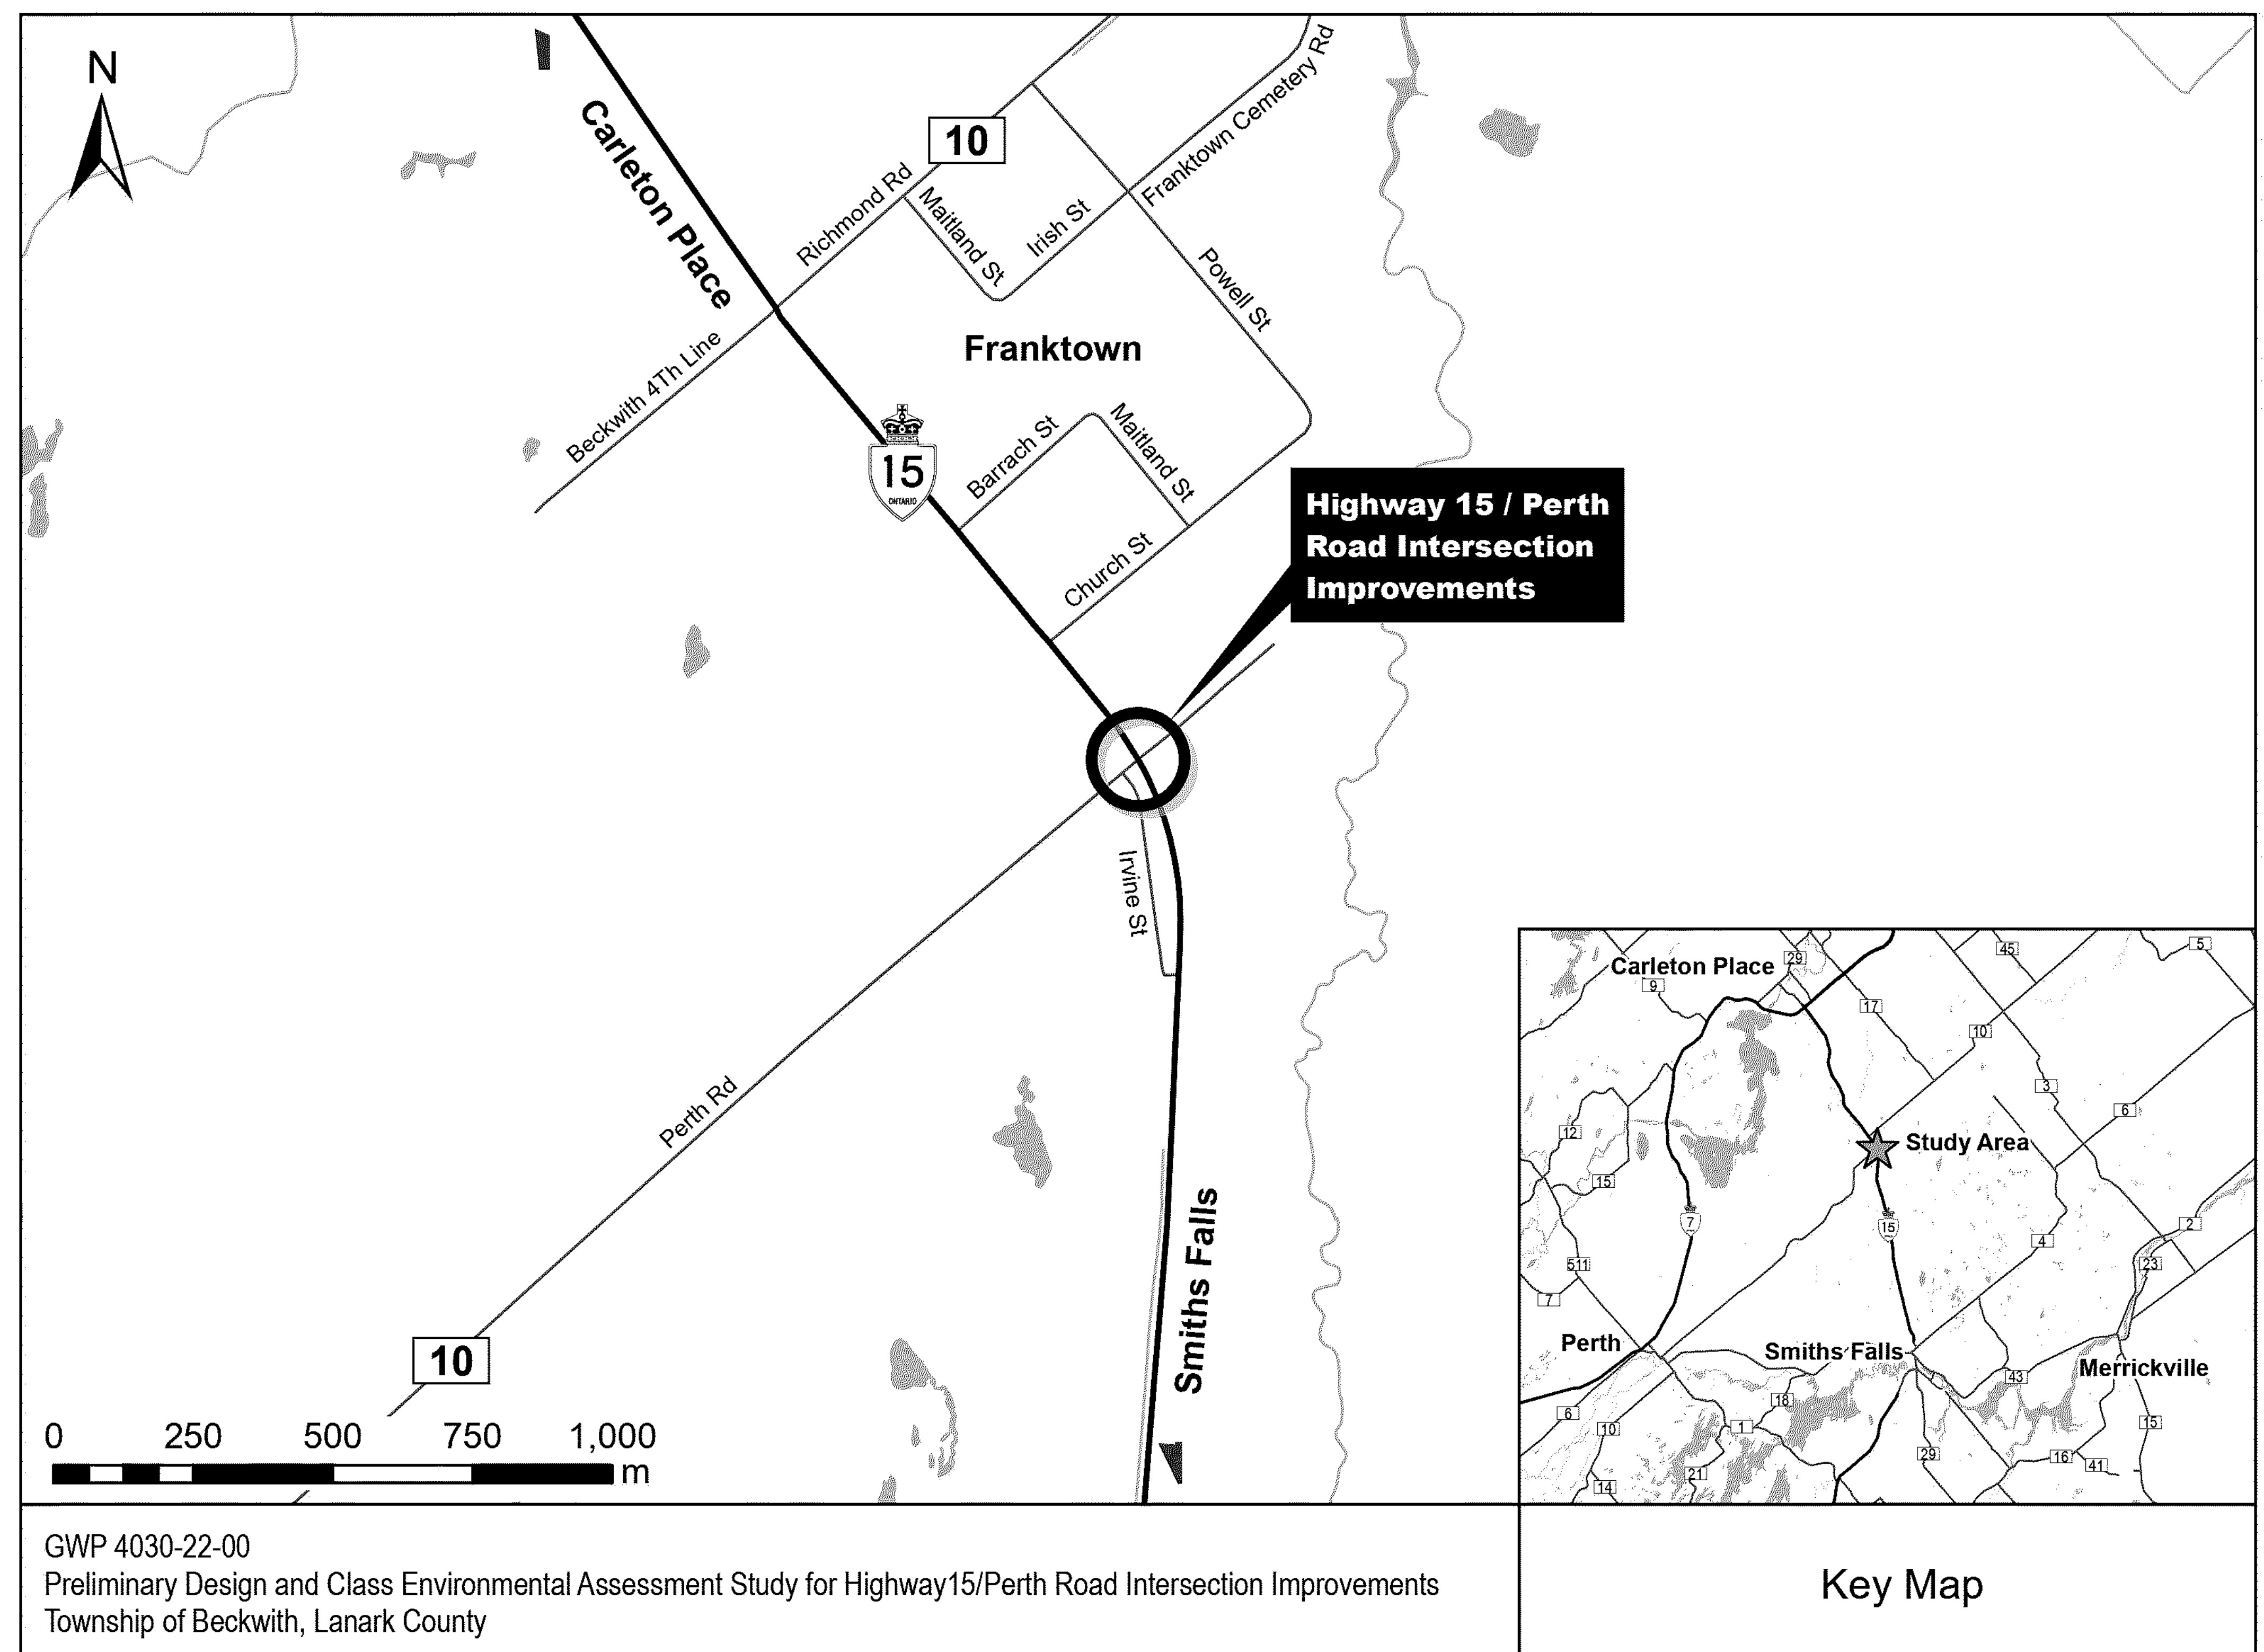 N
Carleton Place
10
Richmond Rd
Maitland St
Irish St
Franktown Cemetery Rd
Powell St
Beckwith 4Th Line
Franktown
15
ONTARIO
Barrach St
Maitland St
Church St
Highway 15 / Perth
Road Intersection
Improvements
Irvine St
Perth Rd
Smiths Falls
10
0 250 500 750 1,000
m
Carleton Place
29
45
5
9
17
10
3
6
12
Study Area
15
7
15
2
4
511
23
7
Perth
Smiths Falls
Merrickville
43
18
6
10
1
15
29
16
41
21
14
GWP 4030-22-00
Preliminary Design and Class Environmental Assessment Study for Highway15/Perth Road Intersection Improvements
Township of Beckwith, Lanark County
Key Map